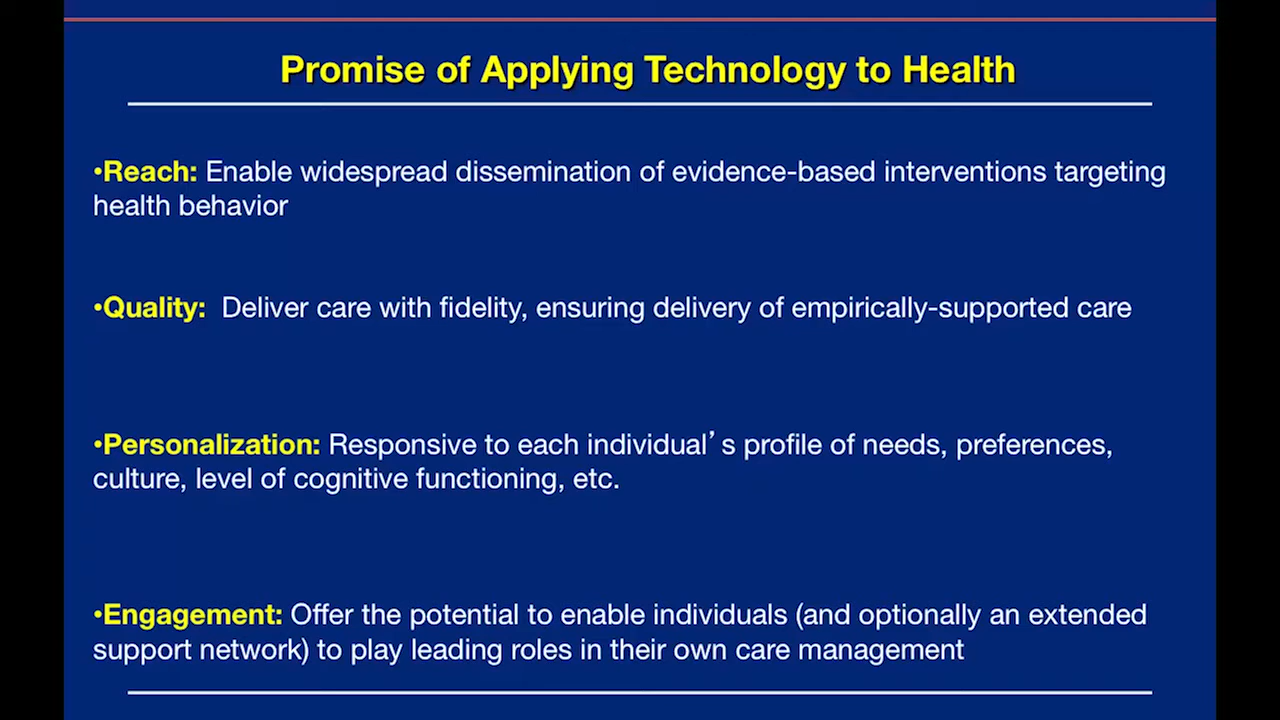 Promise of Applying Technology to Health
•Reach: Enable widespread dissemination of evidence-based interventions targeting
health behavior
•Quality:  Deliver care with fidelity, ensuring delivery of empirically-supported care
•Personalization: Responsive to each individual’s profile of needs, preferences,
culture, level of cognitive functioning, etc.
•Engagement: Offer the potential to enable individuals (and optionally an extended
support network) to play leading roles in their own care management